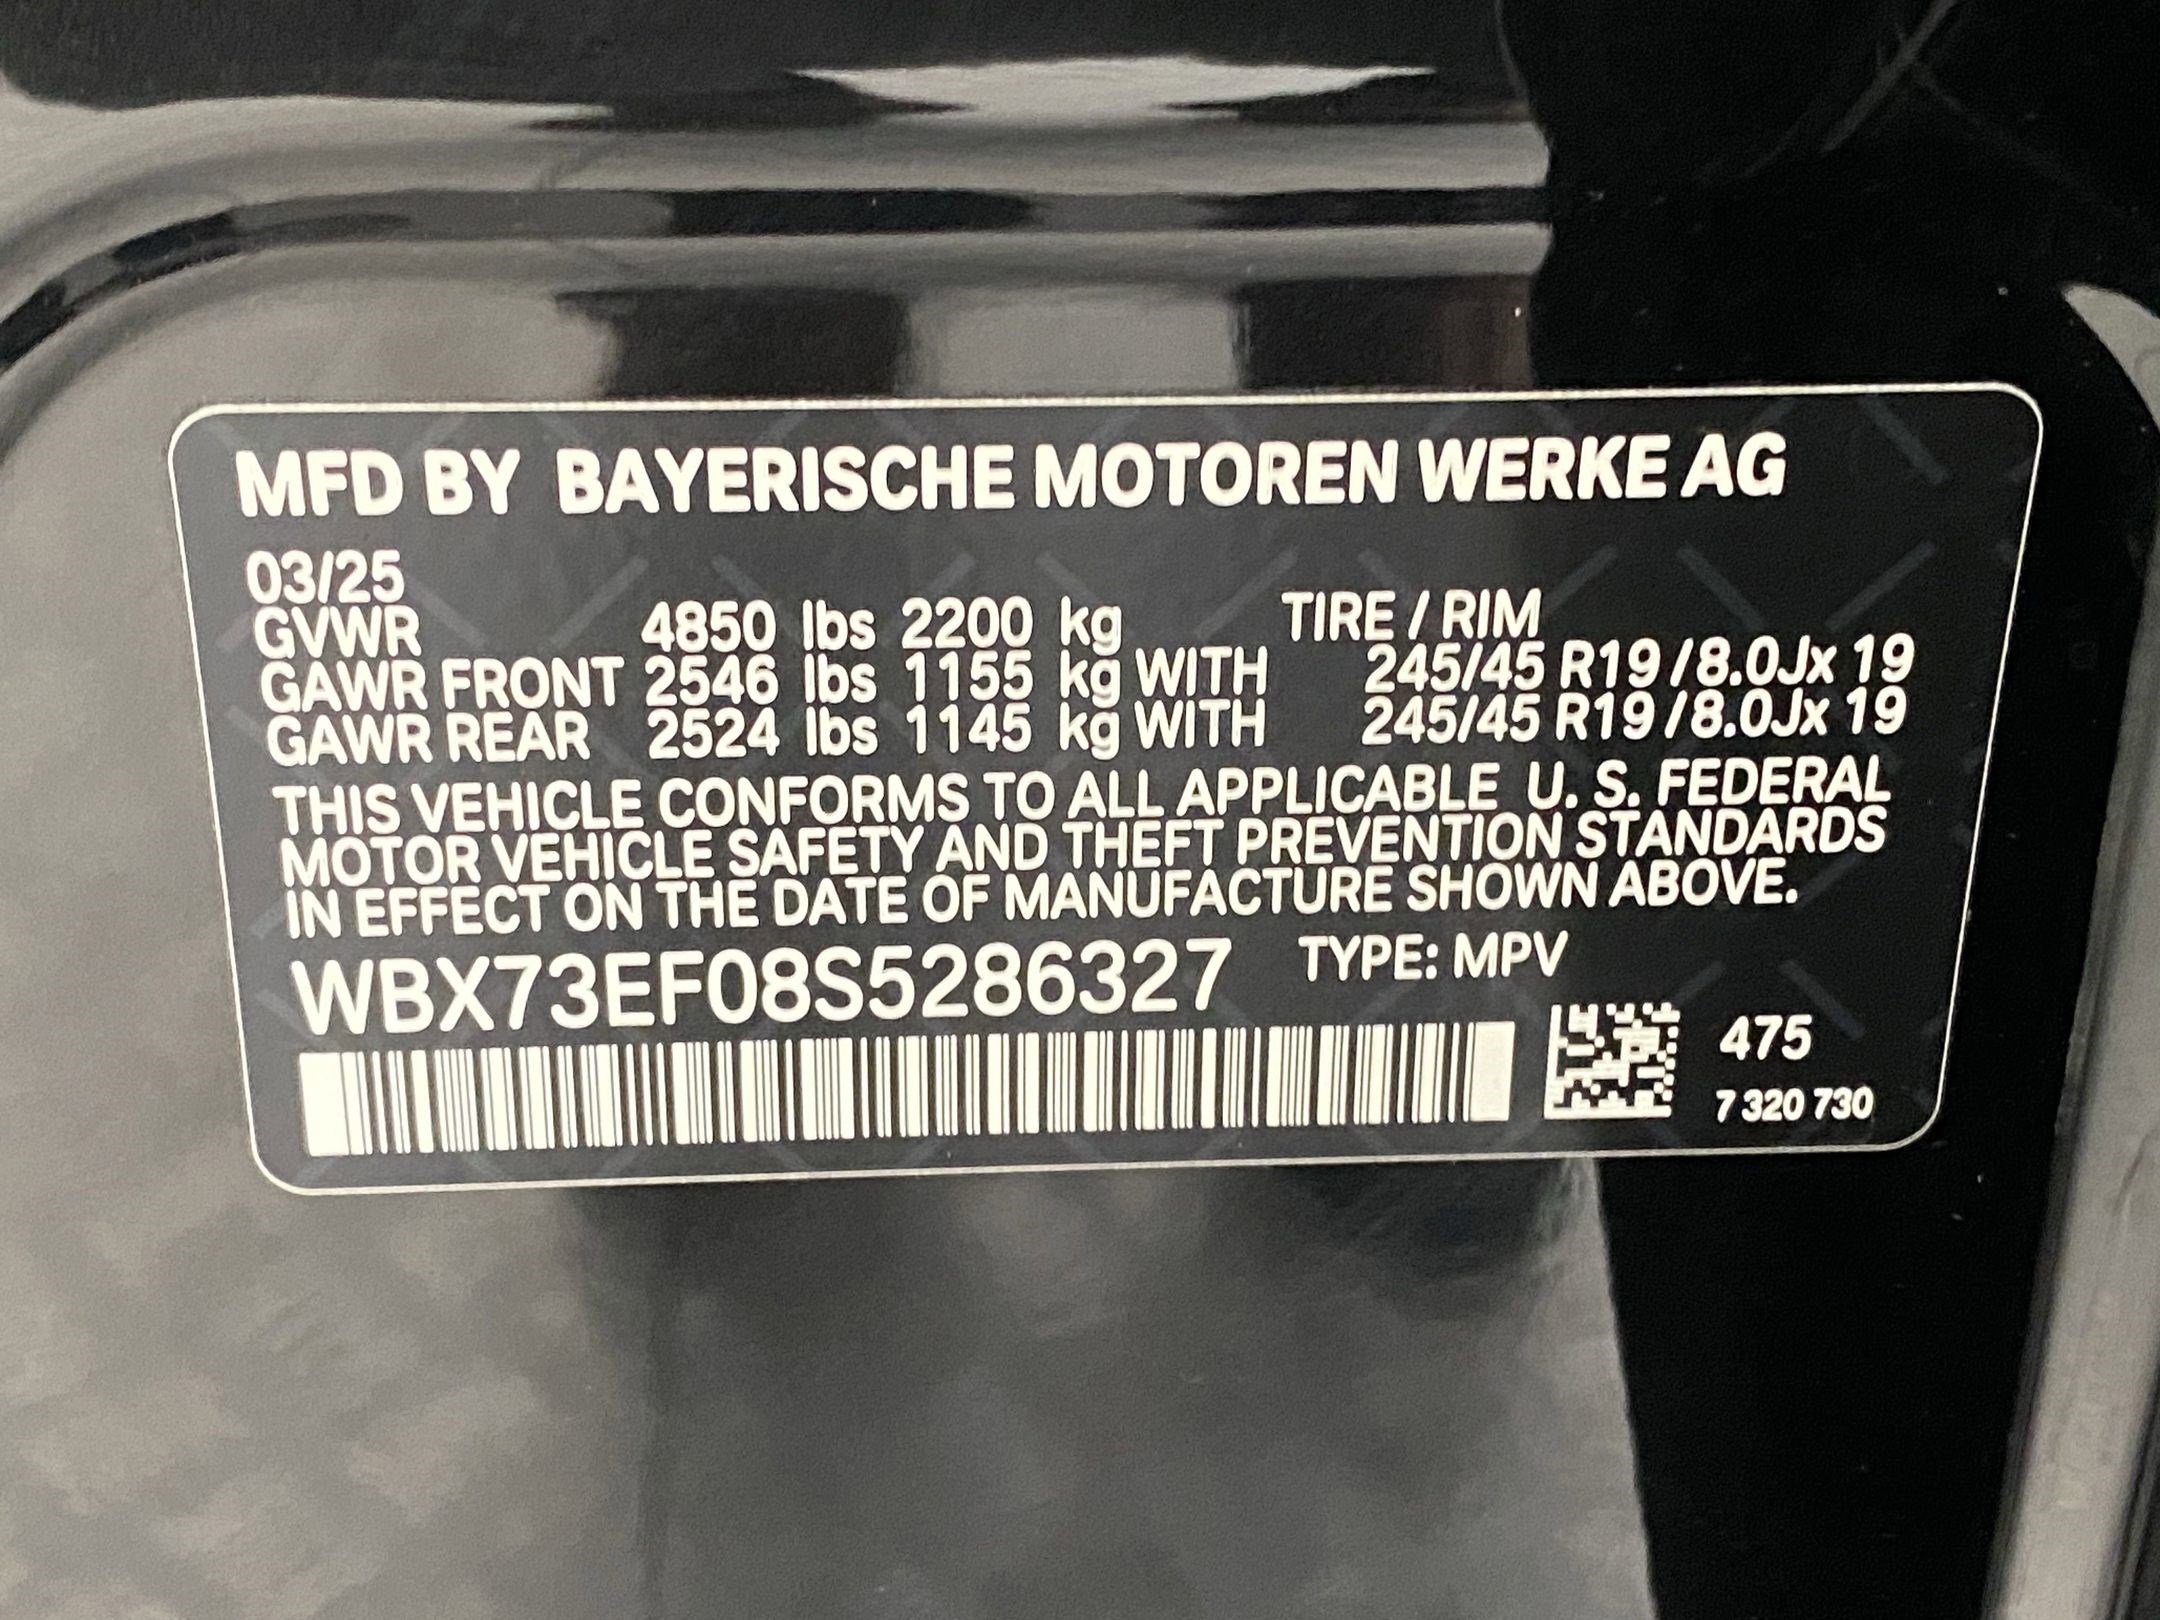 MFD BY BAYERISCHE MOTOREN WERKE AG
03/25
GVWR 4850 lbs 2200 kg TIRE / RIM
GAWR FRONT 2546 lbs 1155 kg WITH 245/45 R19 / 8.0Jx 19
GAWR REAR 2524 lbs 1145 kg WITH 245/45 R19 / 8.0Jx 19
THIS VEHICLE CONFORMS TO ALL APPLICABLE U. S. FEDERAL
MOTOR VEHICLE SAFETY AND THEFT PREVENTION STANDARDS
IN EFFECT ON THE DATE OF MANUFACTURE SHOWN ABOVE.
WBX73EF08S5286327 TYPE: MPV
475
7 320 730